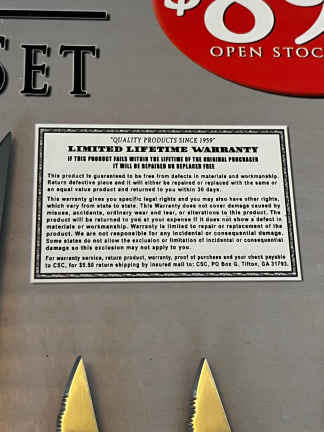 $8
OPEN STOC
SET
"QUALITY PRODUCTS SINCE 1959"
LIMITED LIFETIME WARRANTY
IF THIS PRODUCT FAILS WITHIN THE LIFETIME OF THE ORIGINAL PURCHASER
IT WILL BE REPAIRED OR REPLACED FREE
This product is guaranteed to be free from defects in materials and workmanship.
Return defective place and it will either be repaired or replaced with the same or
an equal value product and returned to you within 30 days.
This warranty gives you specific legal rights and you may also have other rights,
which vary from state to state. This Warranty does not cover damage caused by
misuse, accidents, ordinary wear and tear, or alterations to this product. The
product will be returned to you at your expense if it does not show a defect in
materials or workmanship. Warranty is limited to repair or replacement of the
product. We are not responsible for any incidental or consequential damage.
Some states do not allow the exclusion or limitation of incidental or consequential
damage so this exclusion may not apply to you.
For warranty service, return product, warranty, proof of purchase and your check payable
to CSC, for $5.50 return shipping by insured mail to: CSC, PO Box G, Tifton, GA 31793.